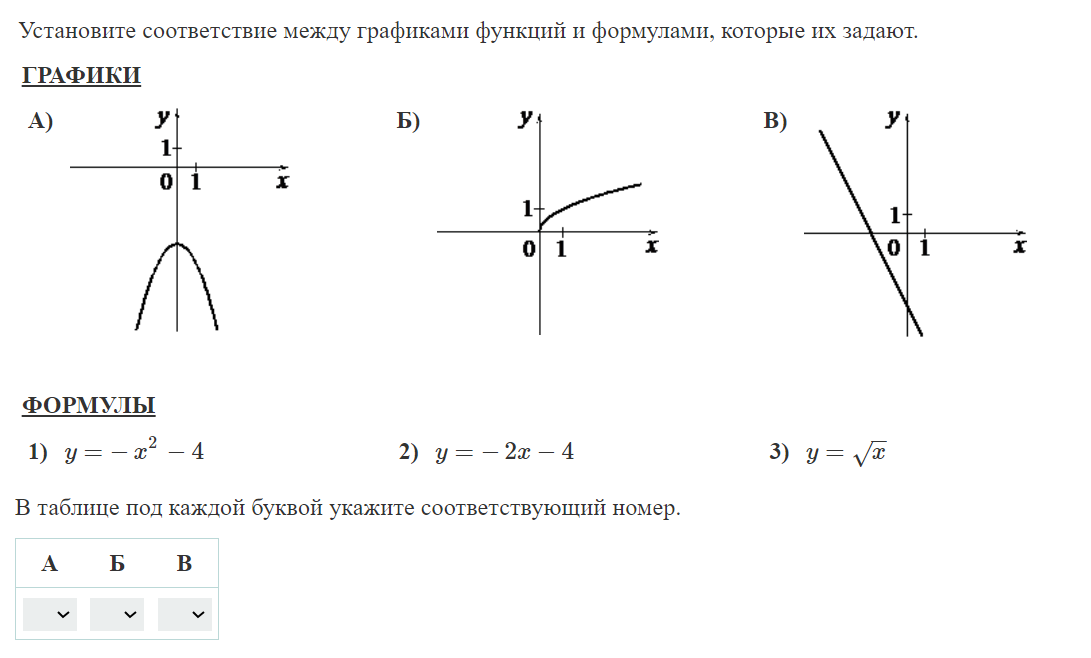 Установите соответствие между графиками функций и формулами, которые их задают.
ГРАФИКИ
А) Б) В)
y 1 0 1 x
y 1 0 1 x
y 1 0 1 x
ФОРМУЛЫ
1) y = − x² − 4 2) y = − 2x − 4 3) y = √x
В таблице под каждой буквой укажите соответствующий номер.
А Б В